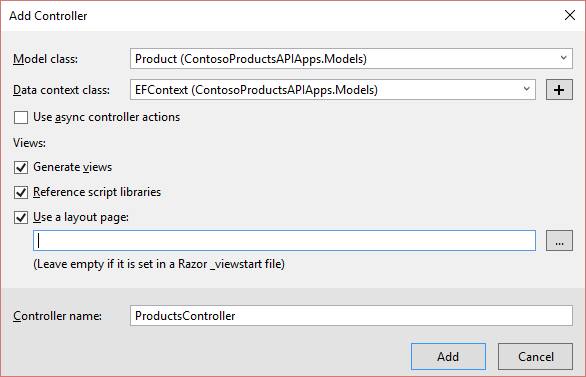 Add Controller
Model class: Product (ContosoProductsAPIApps.Models)
Data context class: EFContext (ContosoProductsAPIApps.Models) +
Use async controller actions
Views:
Generate views
Reference script libraries
Use a layout page:
...
(Leave empty if it is set in a Razor _viewstart file)
Controller name: ProductsController
Add Cancel